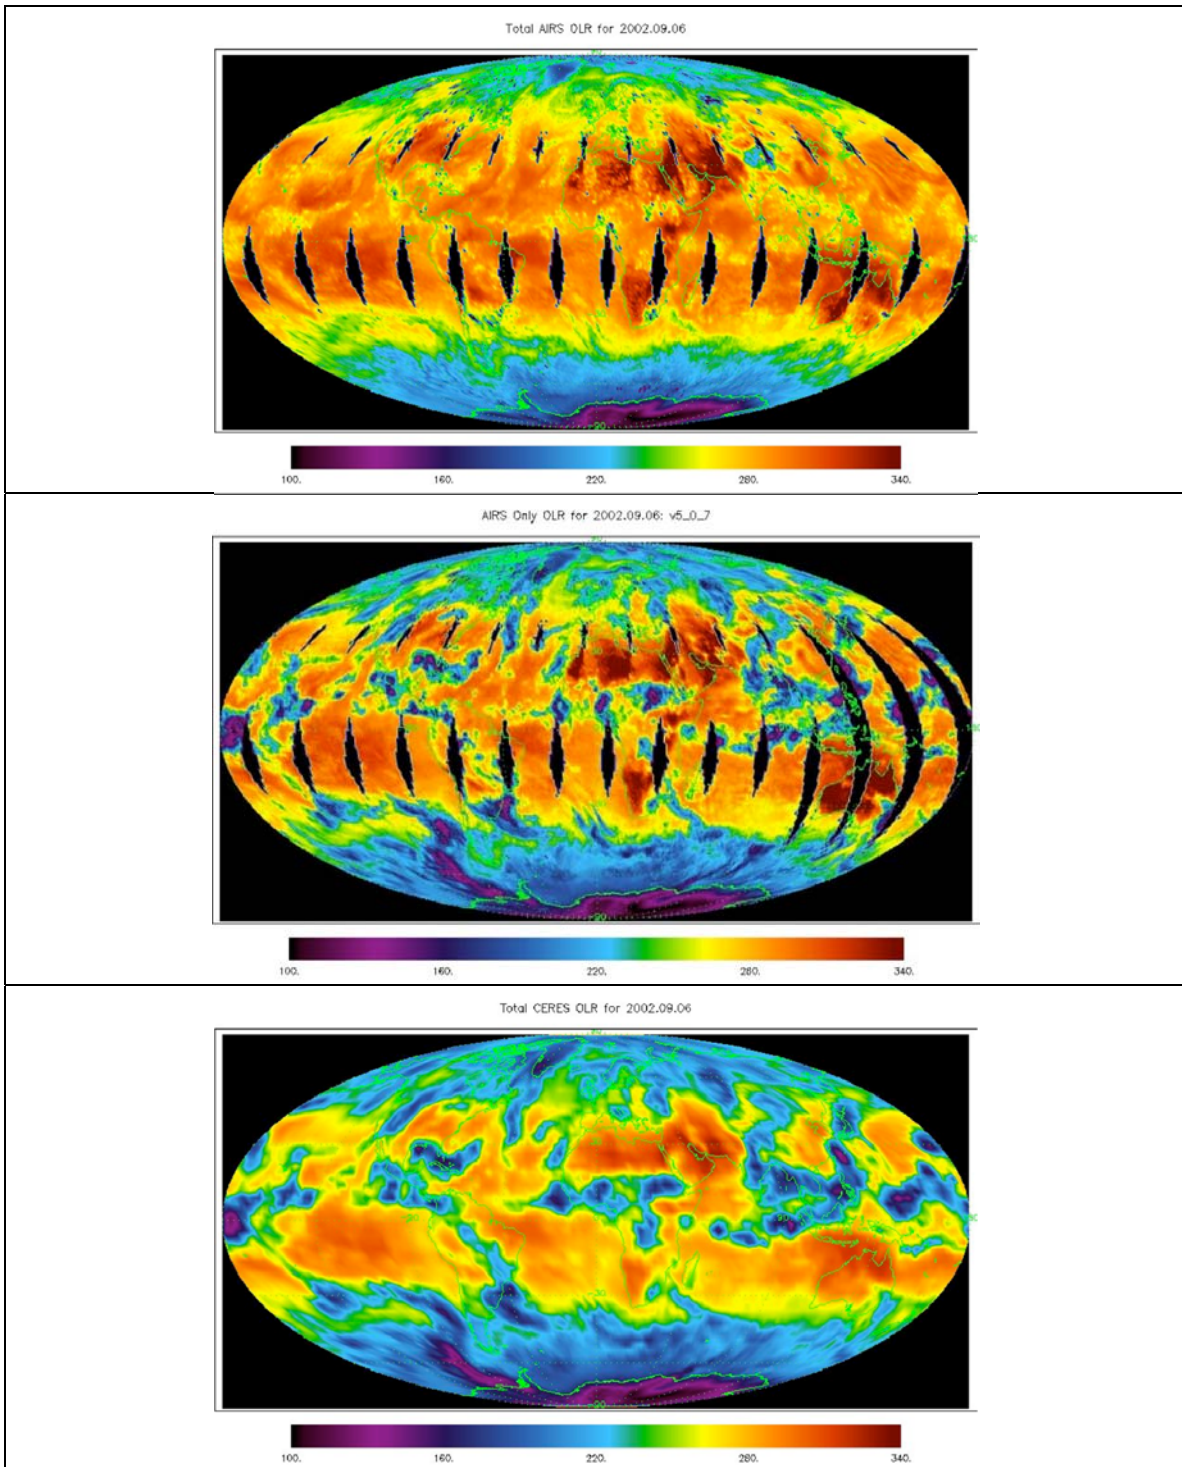 Total AIRS OLR for 2002.09.06
100. 160. 220. 280. 340.
AIRS Only OLR for 2002.09.06: v5_0_7
100. 160. 220. 280. 340.
Total CERES OLR for 2002.09.06
100. 160. 220. 280. 340.